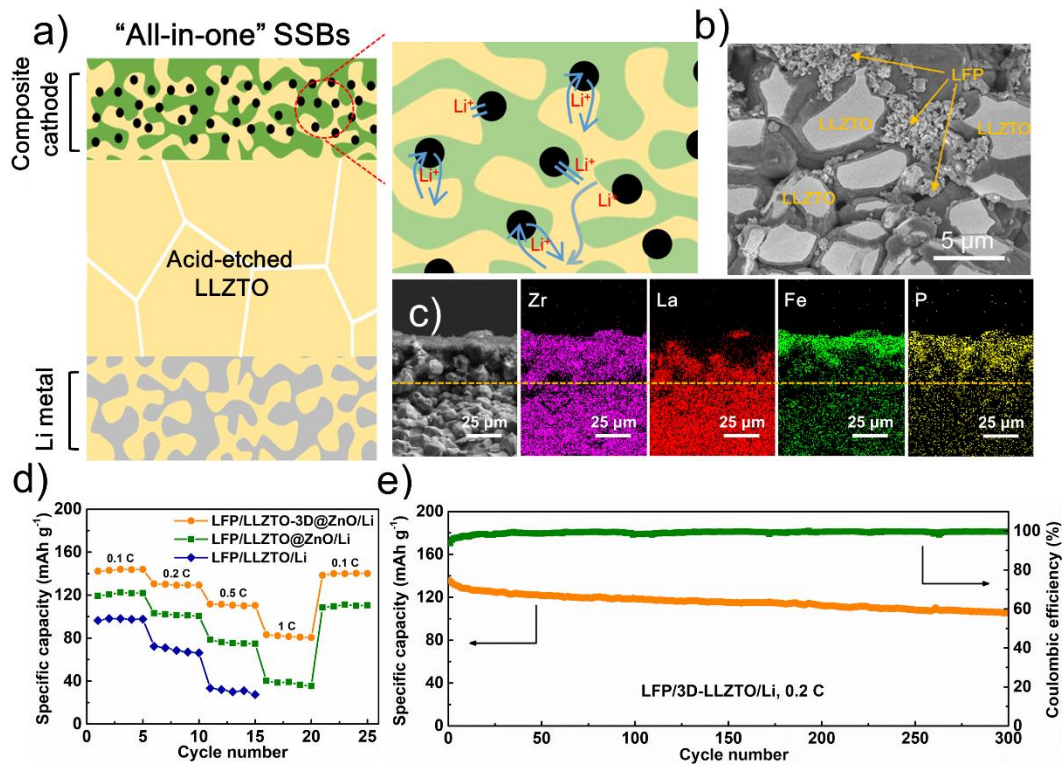 a)
"All-in-one" SSBs
Composite
cathode
Acid-etched
LLZTO
Li metal
Li⁺
Li⁺
Li⁺
Li⁺
Li⁺
Li⁺
b)
LFP
LLZTO
LLZTO
LLZTO
5 μm
c)
Zr
La
Fe
P
25 μm
25 μm
25 μm
25 μm
25 μm
d)
Specific capacity (mAh g⁻¹)
200
160
120
80
40
0
LFP/LLZTO-3D@ZnO/Li
LFP/LLZTO@ZnO/Li
LFP/LLZTO/Li
0.1 C
0.2 C
0.5 C
1 C
0.1 C
0
5
10
15
20
25
Cycle number
e)
Specific capacity (mAh g⁻¹)
200
160
120
80
40
0
LFP/3D-LLZTO/Li, 0.2 C
0
50
100
150
200
250
300
Cycle number
100
80
60
40
20
0
Coulombic efficiency (%)